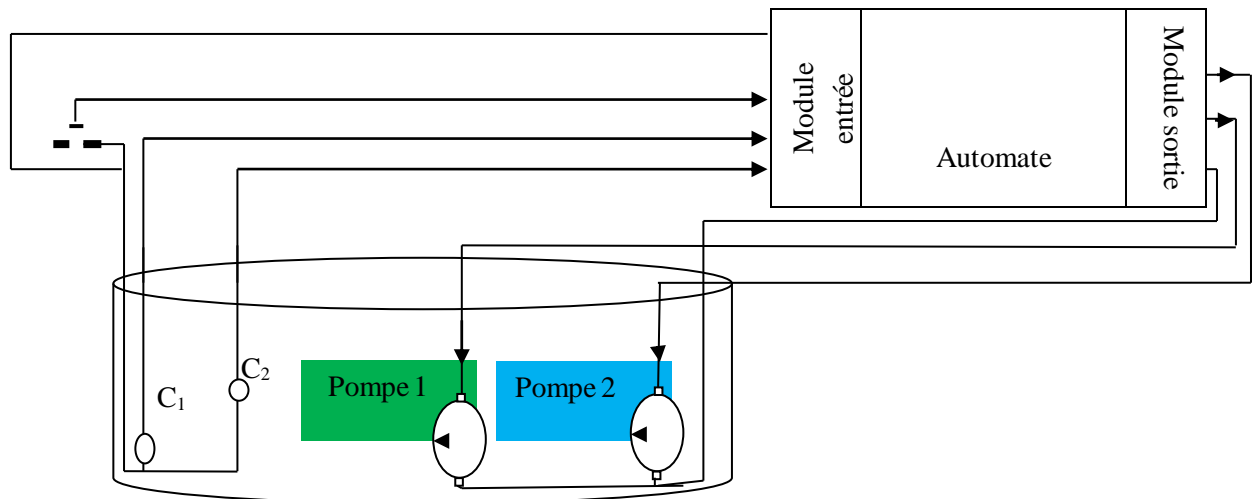 Module
entrée
Automate
Module sortie
C₁
C₂
Pompe 1
Pompe 2